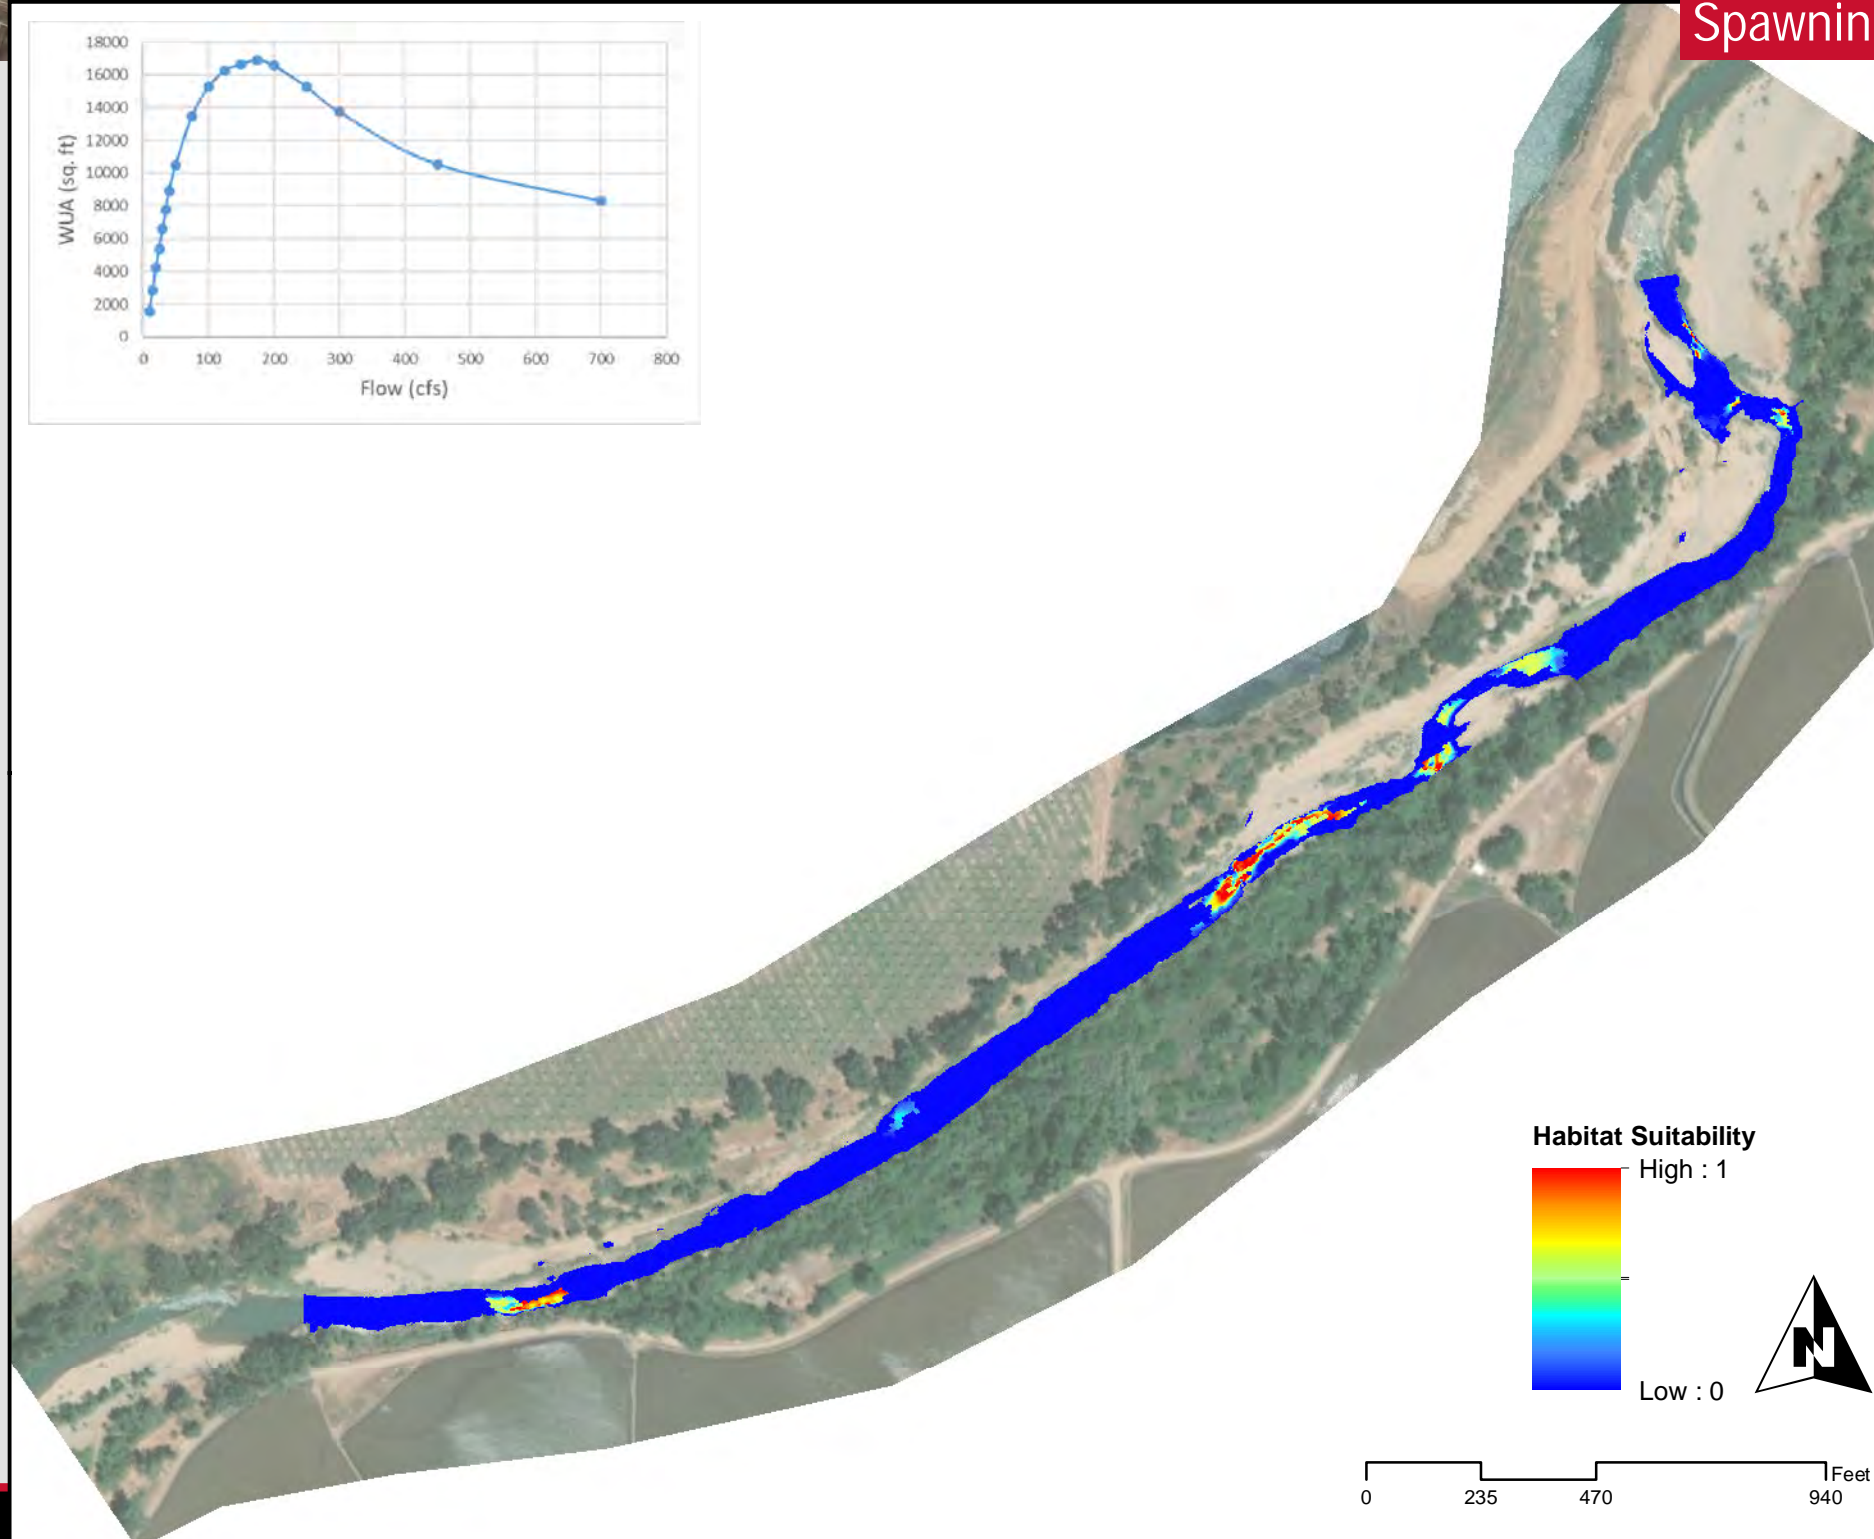 Spawnin
18000
16000
14000
12000
10000
8000
6000
4000
2000
0
WUA (sq. ft)
0 100 200 300 400 500 600 700 800
Flow (cfs)
Habitat Suitability
High : 1
Low : 0
N
Feet
0 235 470 940